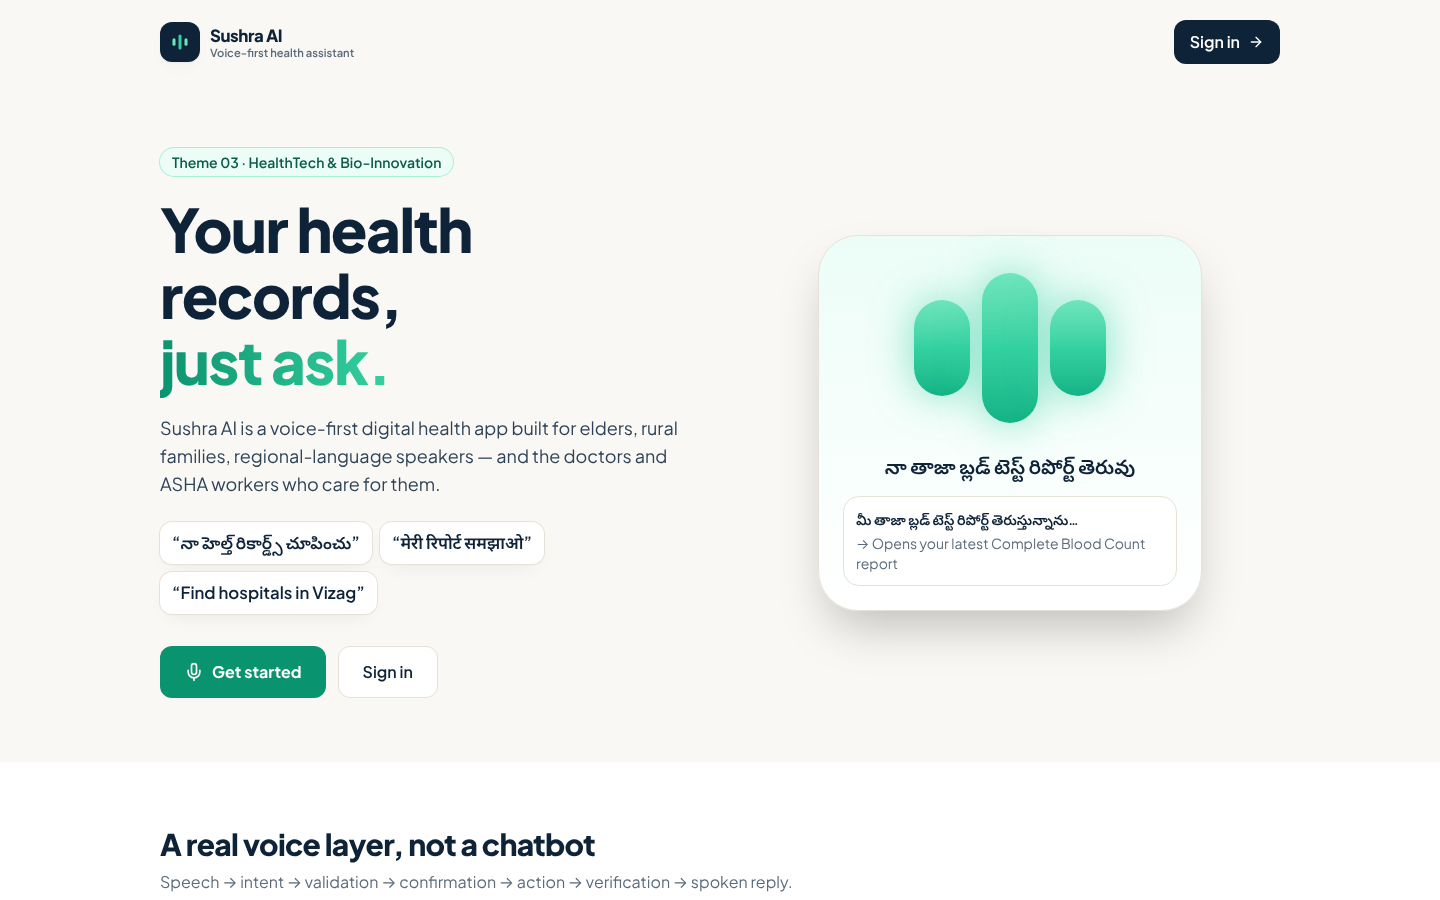 Sushra AI
Voice-first health assistant
Sign in →
Theme 03 · HealthTech & Bio-Innovation
Your health
records,
just ask.
Sushra AI is a voice-first digital health app built for elders, rural
families, regional-language speakers — and the doctors and
ASHA workers who care for them.
“నా హెల్త్ రికార్డ్స్ చూపించు”
“मेरी रिपोर्ट समझाओ”
“Find hospitals in Vizag”
Get started
Sign in
నా తాజా బ్లడ్ టెస్ట్ రిపోర్ట్ తెరువు
మీ తాజా బ్లడ్ టెస్ట్ రిపోర్ట్ తెరుస్తున్నాను…
→ Opens your latest Complete Blood Count
report
A real voice layer, not a chatbot
Speech → intent → validation → confirmation → action → verification → spoken reply.